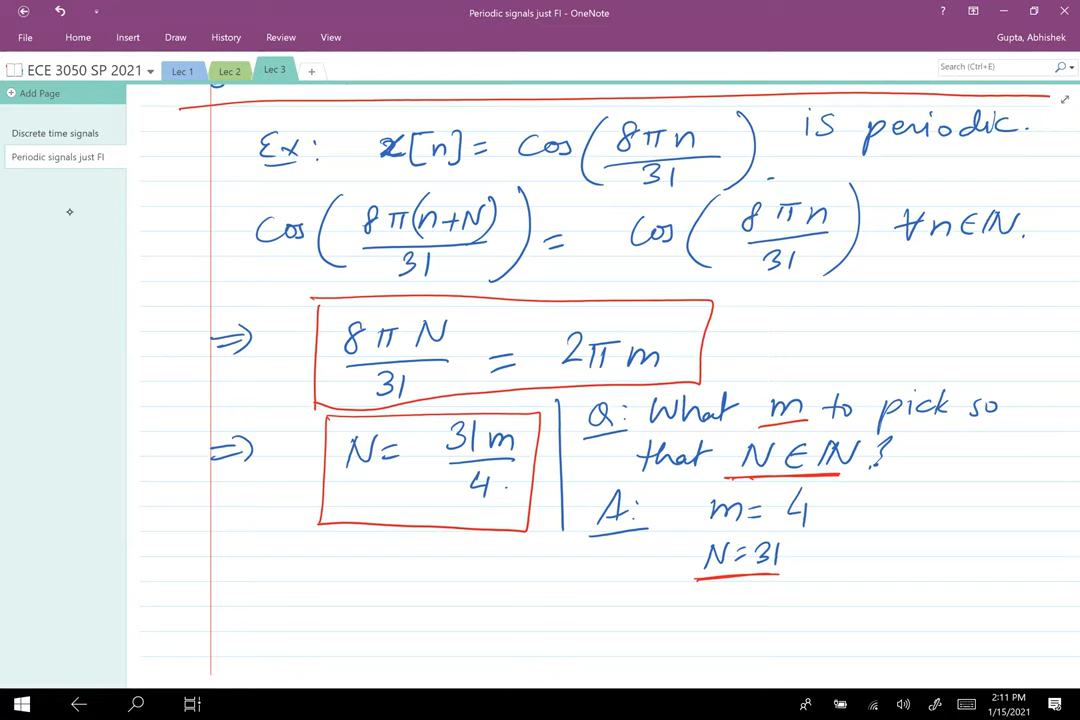 Periodic signals just FI - OneNote
?
File Home Insert Draw History Review View
Gupta, Abhishek
ECE 3050 SP 2021
Lec 1 Lec 2 Lec 3 +
Search (Ctrl+E)
Add Page
Discrete time signals
Periodic signals just FI
Ex: x[n] = cos(8πn/31) is periodic.
cos(8π(n+N)/31) = cos(8πn/31) ∀n∈ℕ.
⇒ 8πN/31 = 2πm
⇒ N = 31m/4.
Q: What m to pick so
that N∈ℕ?
A: m = 4
N = 31
2:11 PM
1/15/2021